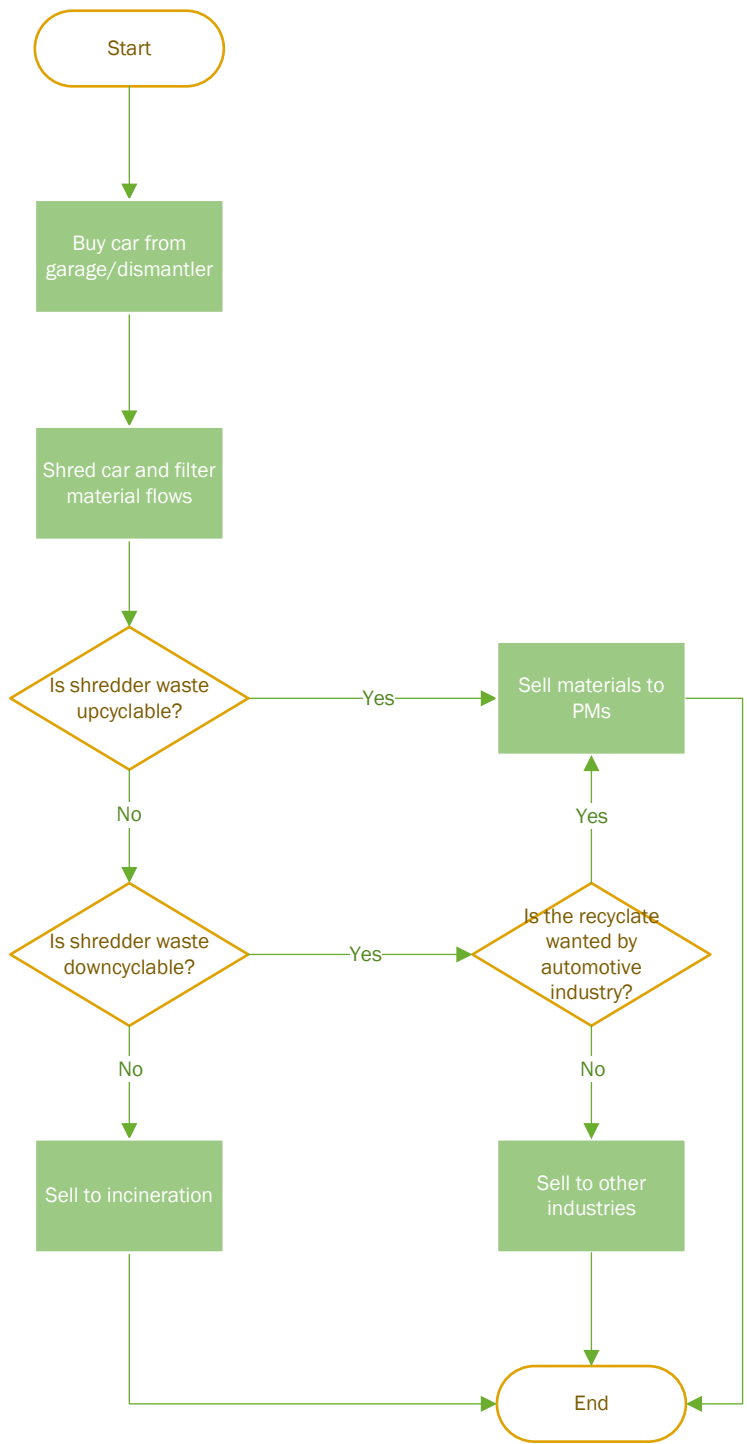 Start
Buy car from
garage/dismantler
Shred car and filter
material flows
Is shredder waste
upcyclable?
Yes
Sell materials to
PMs
No
Yes
Is shredder waste
downcyclable?
Yes
Is the recyclate
wanted by
automotive
industry?
No
No
Sell to incineration
Sell to other
industries
End